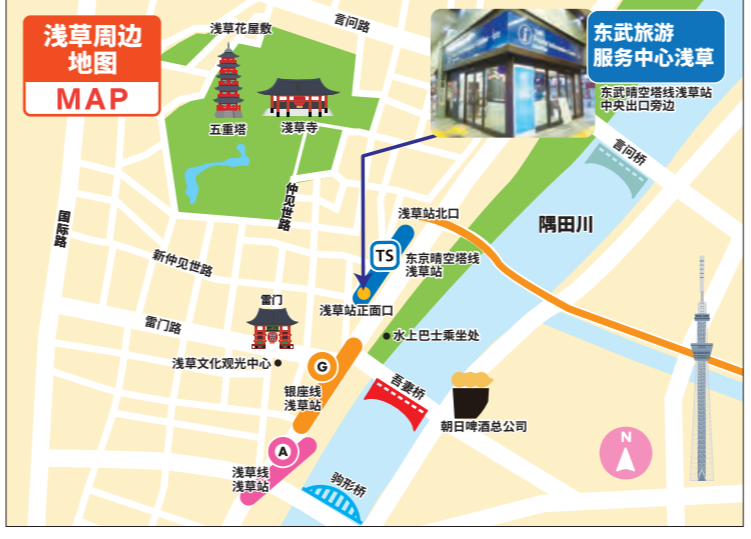 浅草周边
地图
MAP
浅草花屋敷
言问路
东武旅游
服务中心浅草
东武晴空塔线浅草站
中央出口旁边
五重塔
淺草寺
言问桥
仲见世路
国际路
浅草站北口
隅田川
新仲见世路
TS
东京晴空塔线
浅草站
雷门
浅草站正面口
雷门路
水上巴士乘坐处
浅草文化观光中心
G
银座线
浅草站
吾妻桥
朝日啤酒总公司
N
A
浅草线
浅草站
驹形桥